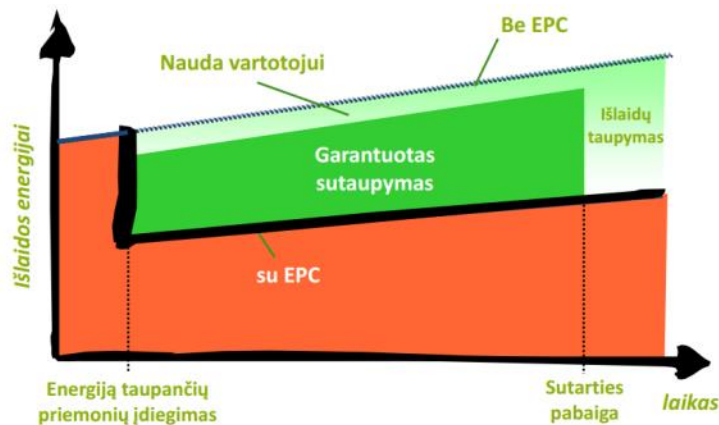 Be EPC
Nauda vartotojui
Išlaidų
taupymas
Garantuotas
sutaupymas
Išlaidos energijai
su EPC
Energiją taupančių
priemonių įdiegimas
Sutarties
pabaiga
laikas